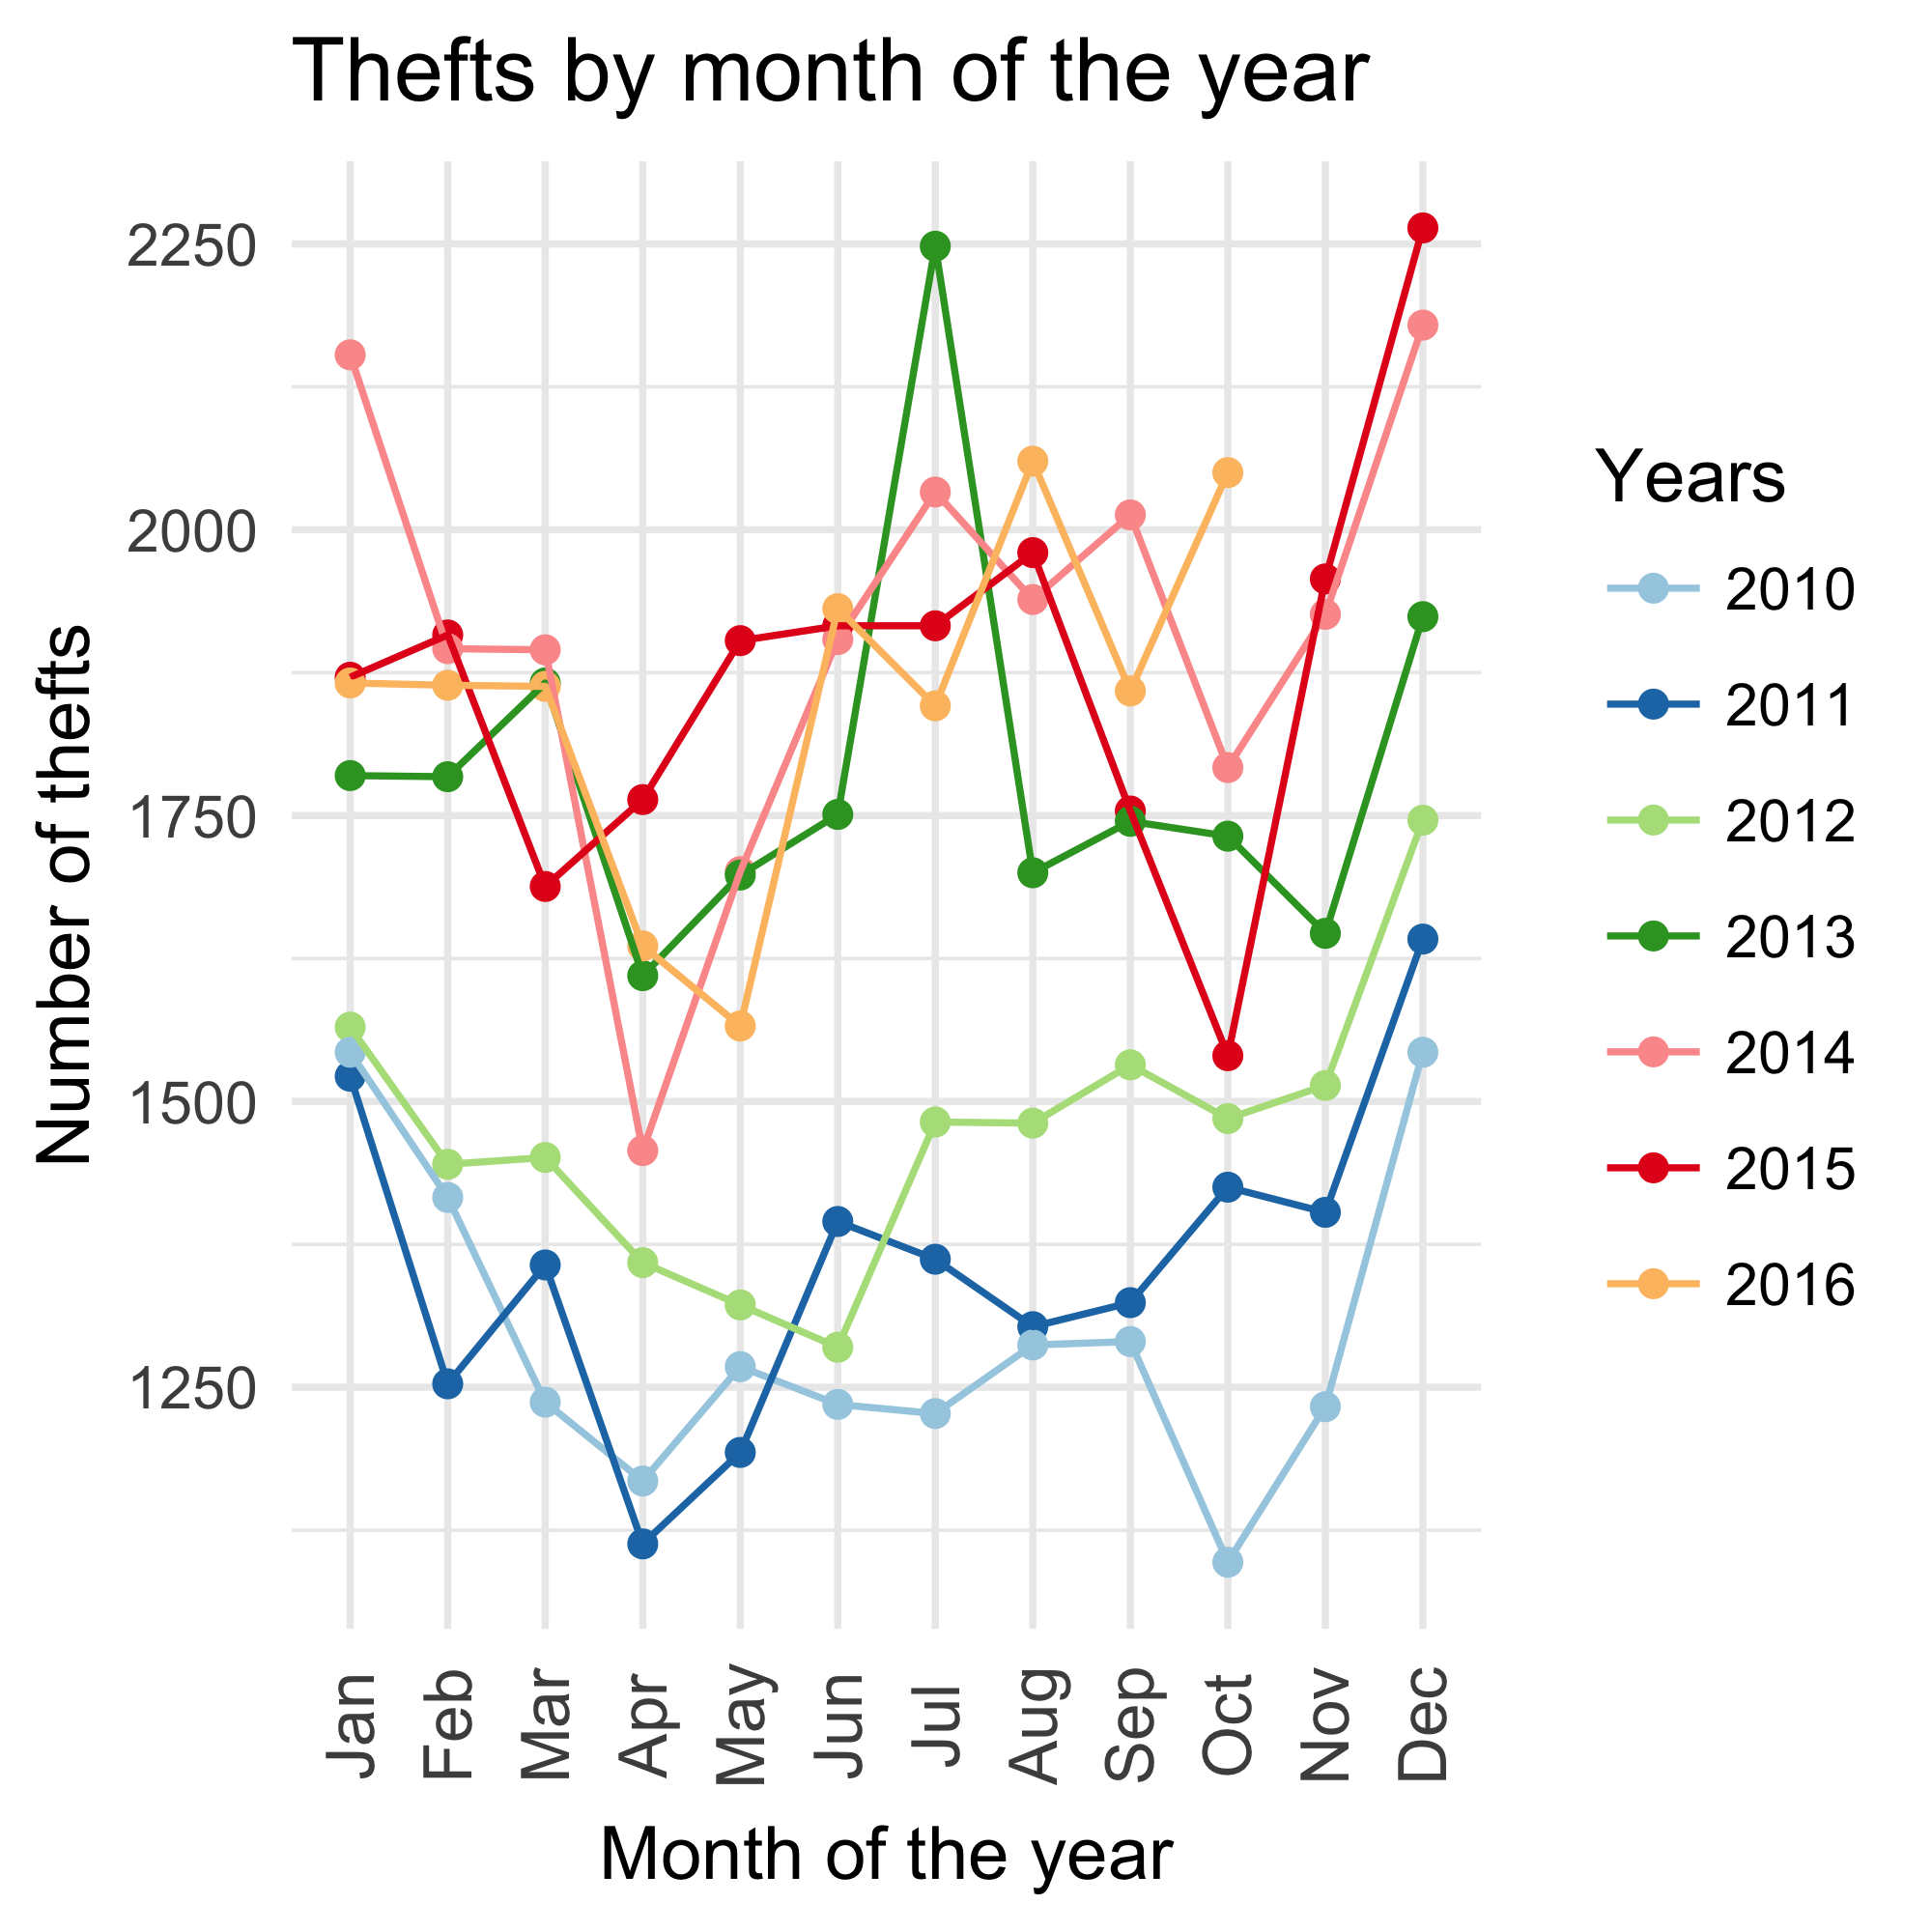 Thefts by month of the year
Number of thefts
2250
2000
1750
1500
1250
Jan
Feb
Mar
Apr
May
Jun
Jul
Aug
Sep
Oct
Nov
Dec
Month of the year
Years
2010
2011
2012
2013
2014
2015
2016